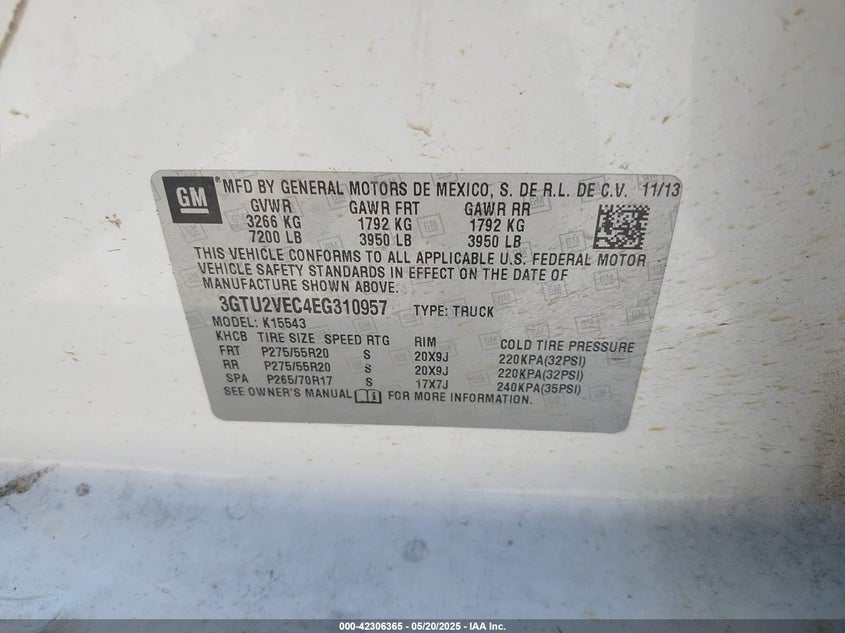 GM MFD BY GENERAL MOTORS DE MEXICO, S. DE R.L. DE C.V. 11/13
GVWR GAWR FRT GAWR RR
3266 KG 1792 KG 1792 KG
7200 LB 3950 LB 3950 LB
THIS VEHICLE CONFORMS TO ALL APPLICABLE U.S. FEDERAL MOTOR
VEHICLE SAFETY STANDARDS IN EFFECT ON THE DATE OF
MANUFACTURE SHOWN ABOVE.
3GTU2VEC4EG310957 TYPE: TRUCK
MODEL: K15543
KHCB TIRE SIZE SPEED RTG RIM COLD TIRE PRESSURE
FRT P275/55R20 S 20X9J 220KPA(32PSI)
RR P275/55R20 S 20X9J 220KPA(32PSI)
SPA P265/70R17 S 17X7J 240KPA(35PSI)
SEE OWNER'S MANUAL FOR MORE INFORMATION.
000-42306365 - 05/20/2025 - IAA Inc.